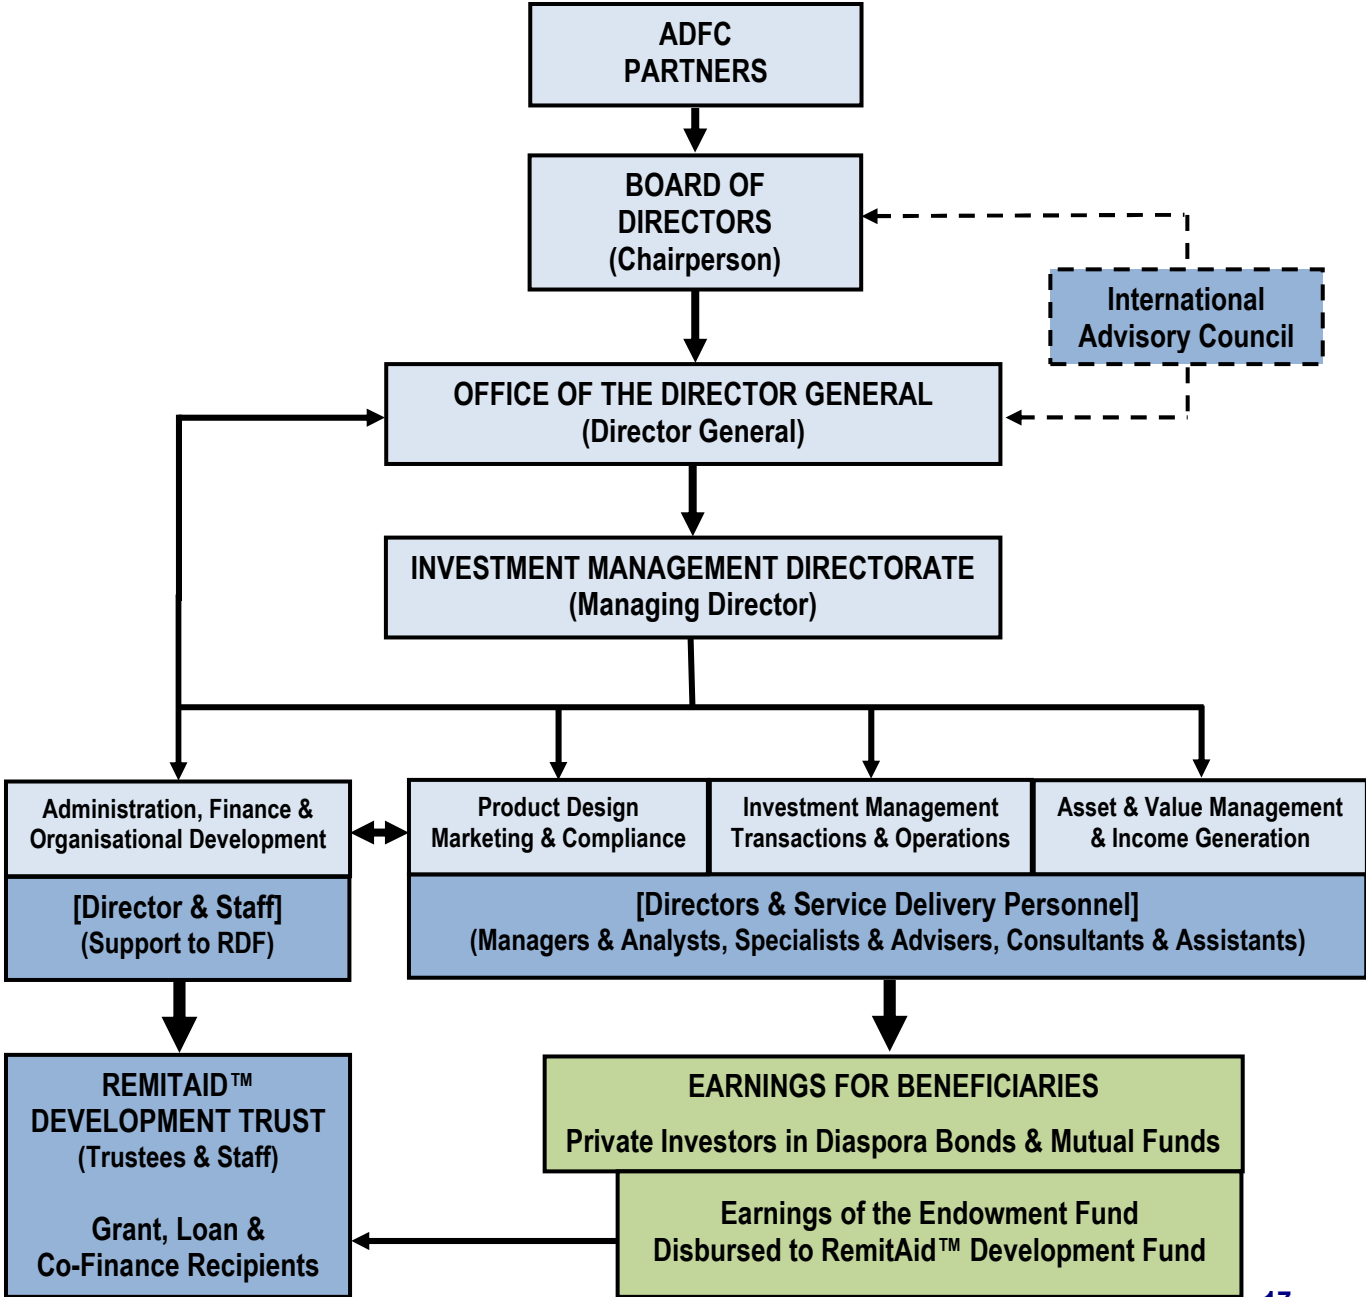 ADFC
PARTNERS
BOARD OF
DIRECTORS
(Chairperson)
International
Advisory Council
OFFICE OF THE DIRECTOR GENERAL
(Director General)
INVESTMENT MANAGEMENT DIRECTORATE
(Managing Director)
Administration, Finance &
Organisational Development
Product Design
Marketing & Compliance
Investment Management
Transactions & Operations
Asset & Value Management
& Income Generation
[Director & Staff]
(Support to RDF)
[Directors & Service Delivery Personnel]
(Managers & Analysts, Specialists & Advisers, Consultants & Assistants)
REMITAID™
DEVELOPMENT TRUST
(Trustees & Staff)
Grant, Loan &
Co-Finance Recipients
EARNINGS FOR BENEFICIARIES
Private Investors in Diaspora Bonds & Mutual Funds
Earnings of the Endowment Fund
Disbursed to RemitAid™ Development Fund